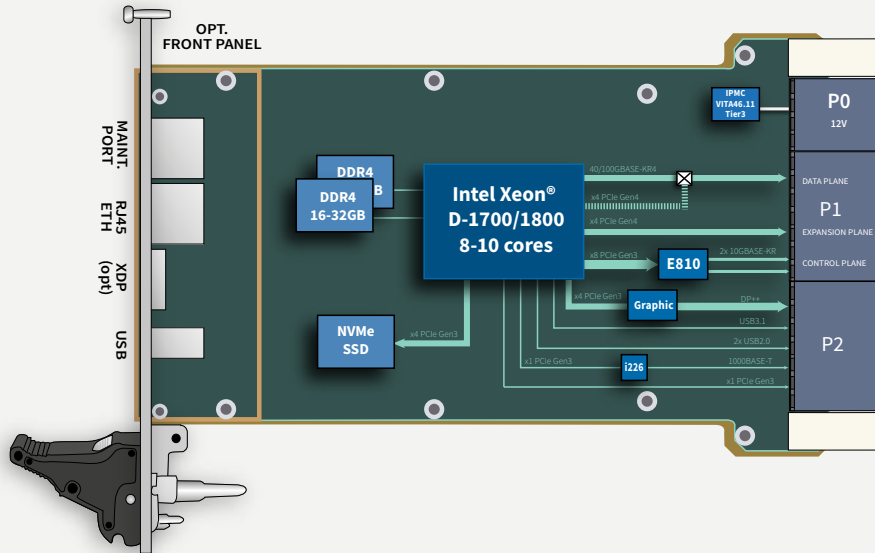 OPT.
FRONT PANEL
MAINT.
PORT
RJ45
ETH
XDP
(opt)
USB
IPMC
VITA46.11
Tier3
P0
12V
DDR4
B
DDR4
16-32GB
Intel Xeon®
D-1700/1800
8-10 cores
40/100GBASE-KR4
x4 PCIe Gen4
x4 PCIe Gen4
x8 PCIe Gen3
E810
2x 10GBASE-KR
DATA PLANE
P1
EXPANSION PLANE
CONTROL PLANE
x4 PCIe Gen3
Graphic
DP++
USB3.1
2x USB2.0
x1 PCIe Gen3
i226
1000BASE-T
x1 PCIe Gen3
P2
NVMe
SSD
x4 PCIe Gen3